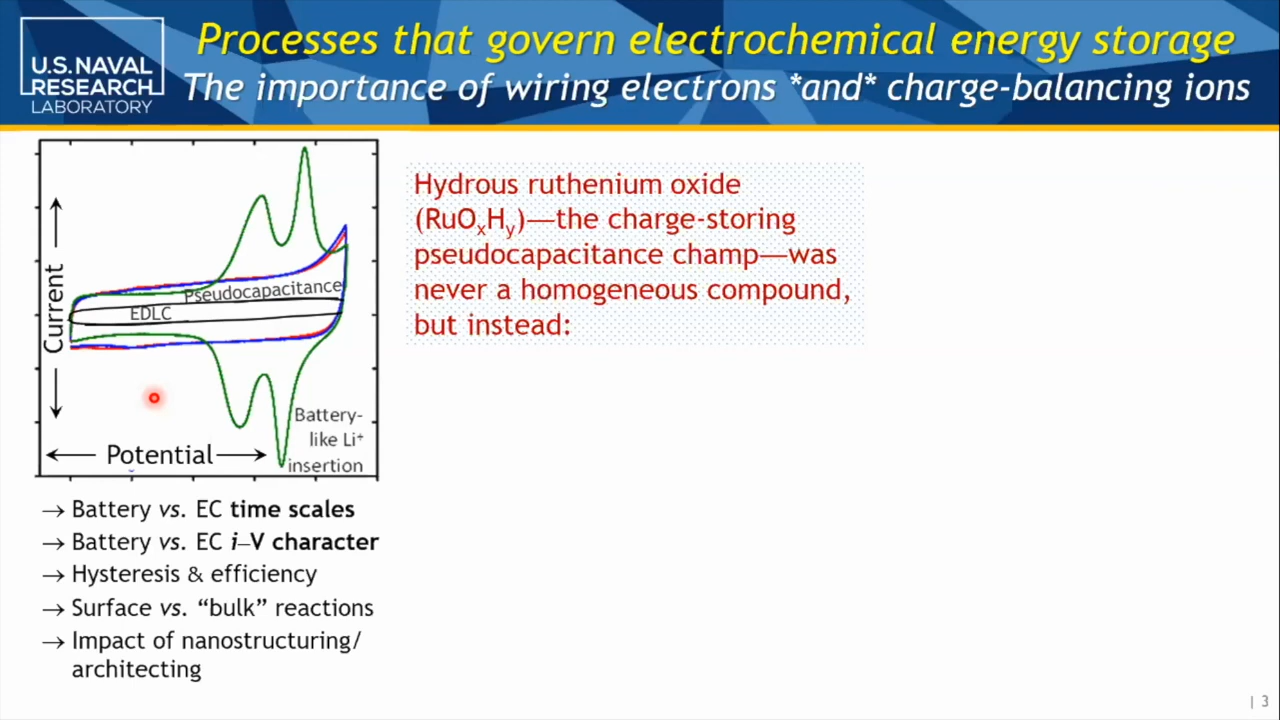 U.S. NAVAL
RESEARCH
LABORATORY
Processes that govern electrochemical energy storage
The importance of wiring electrons *and* charge-balancing ions
Current
Pseudocapacitance
EDLC
Battery-
like Li⁺
insertion
Potential
→ Battery vs. EC time scales
→ Battery vs. EC i–V character
→ Hysteresis & efficiency
→ Surface vs. “bulk” reactions
→ Impact of nanostructuring/
architecting
Hydrous ruthenium oxide
(RuOₓHᵧ)—the charge-storing
pseudocapacitance champ—was
never a homogeneous compound,
but instead:
| 3